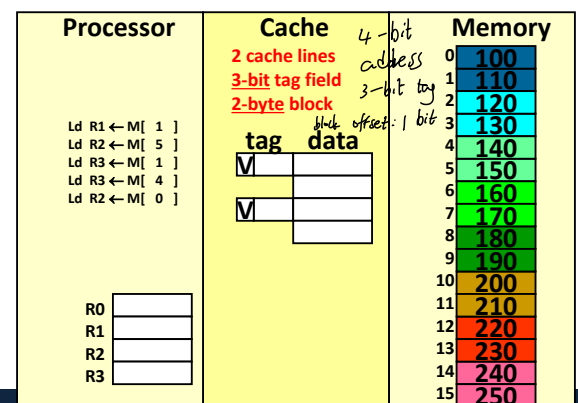 Processor
Ld R1 ← M[ 1 ]
Ld R2 ← M[ 5 ]
Ld R3 ← M[ 1 ]
Ld R3 ← M[ 4 ]
Ld R2 ← M[ 0 ]
R0
R1
R2
R3
Cache
2 cache lines
3-bit tag field
2-byte block
4-bit
address
3-bit tag
block offset: 1 bit
tag data
V
V
Memory
0 100
1 110
2 120
3 130
4 140
5 150
6 160
7 170
8 180
9 190
10 200
11 210
12 220
13 230
14 240
15 250